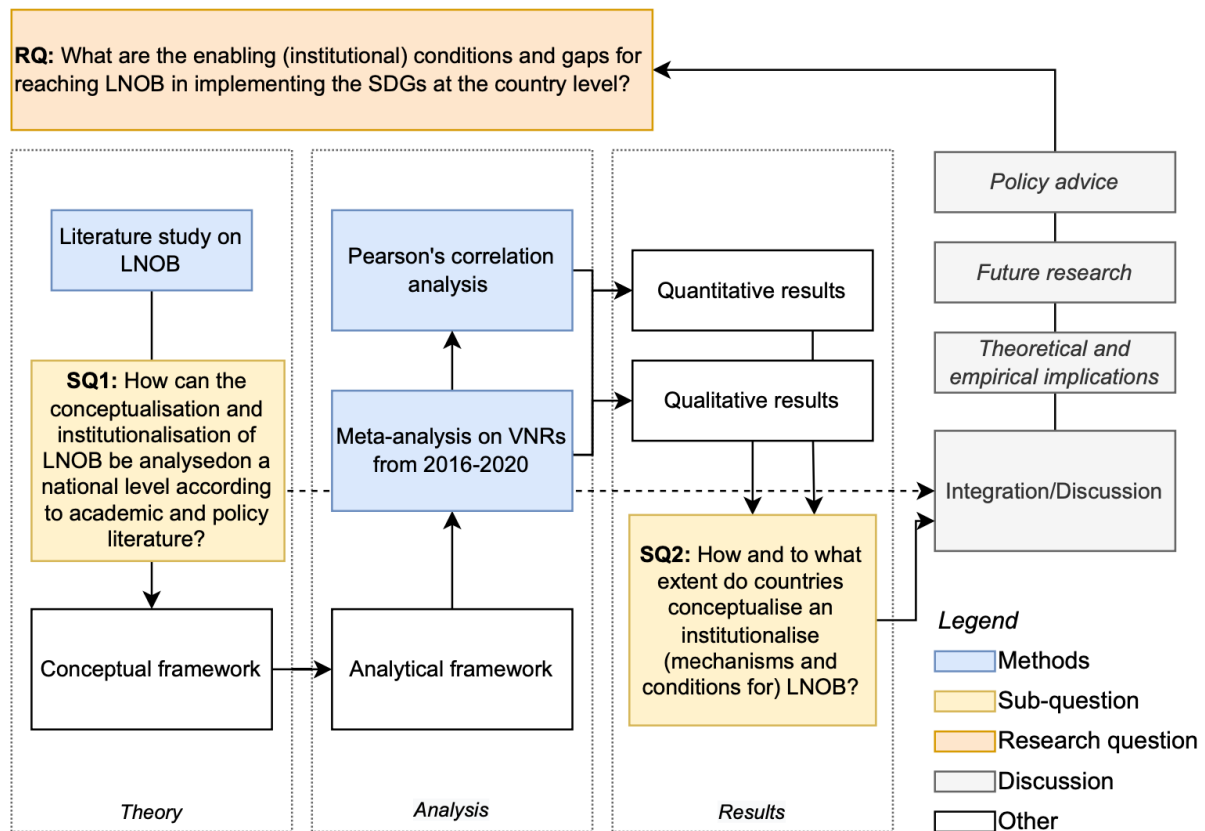 RQ: What are the enabling (institutional) conditions and gaps for
reaching LNOB in implementing the SDGs at the country level?
Literature study on
LNOB
SQ1: How can the
conceptualisation and
institutionalisation of
LNOB be analysedon a
national level according
to academic and policy
literature?
Conceptual framework
Theory
Pearson's correlation
analysis
Meta-analysis on VNRs
from 2016-2020
Analytical framework
Analysis
Quantitative results
Qualitative results
SQ2: How and to what
extent do countries
conceptualise an
institutionalise
(mechanisms and
conditions for) LNOB?
Results
Policy advice
Future research
Theoretical and
empirical implications
Integration/Discussion
Legend
Methods
Sub-question
Research question
Discussion
Other